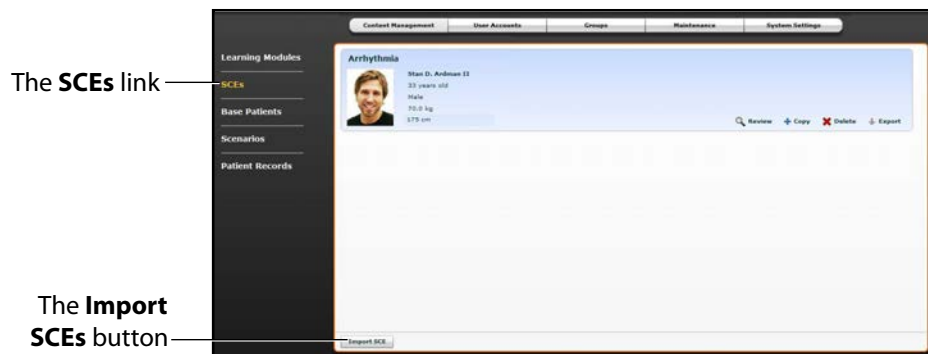 Content Management User Accounts Groups Maintenance System Settings
Learning Modules
SCEs
Base Patients
Scenarios
Patient Records
Arrhythmia
Stan D. Ardman II
33 years old
Male
70.0 kg
175 cm
Review Copy Delete Export
Import SCE
The SCEs link
The Import
SCEs button